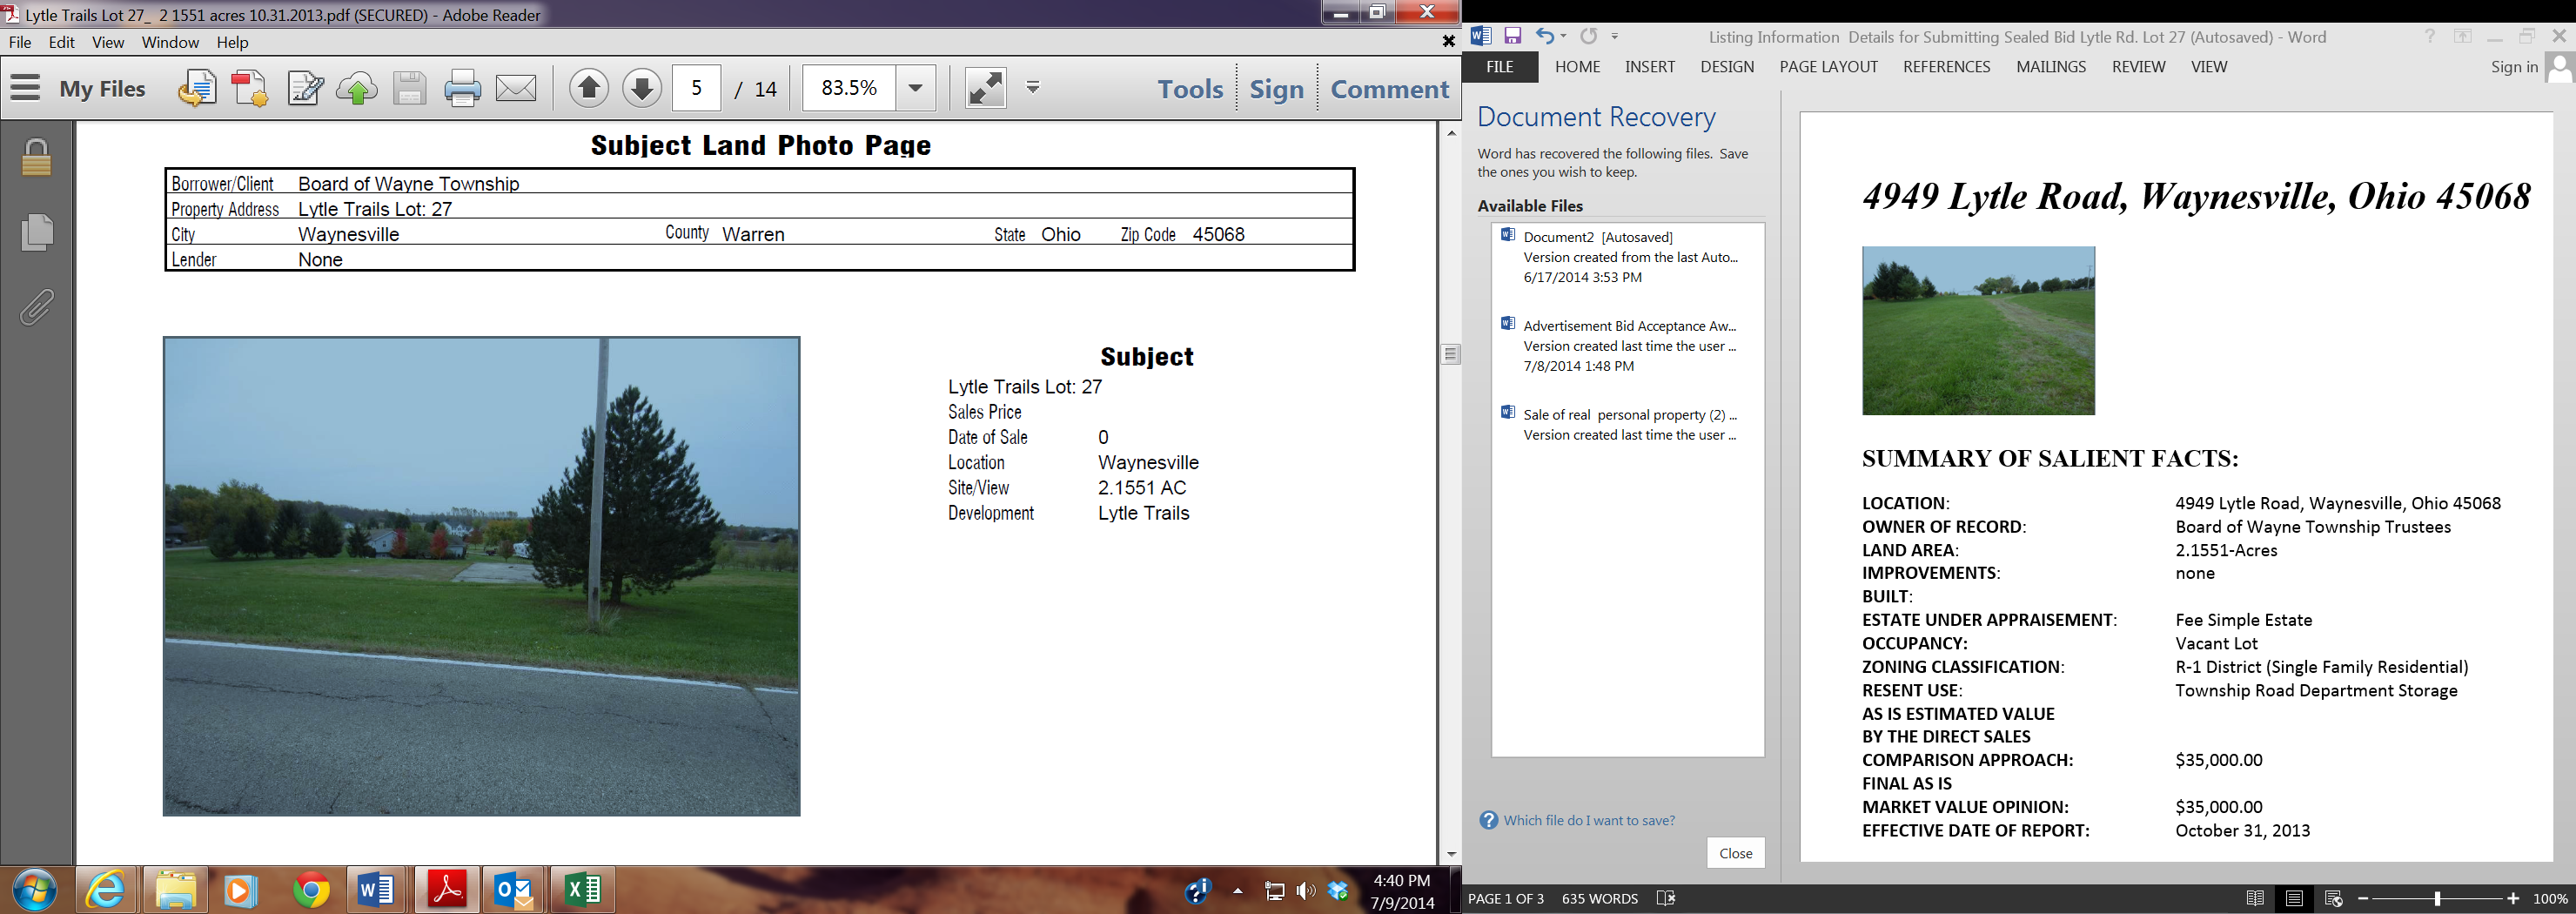 Lytle Trails Lot 27_ 2 1551 acres 10.31.2013.pdf (SECURED) - Adobe Reader
File Edit View Window Help
My Files 5 / 14 83.5% Tools Sign Comment
Subject Land Photo Page
Borrower/Client Board of Wayne Township
Property Address Lytle Trails Lot: 27
City Waynesville County Warren State Ohio Zip Code 45068
Lender None
Subject
Lytle Trails Lot: 27
Sales Price
Date of Sale 0
Location Waynesville
Site/View 2.1551 AC
Development Lytle Trails
4:40 PM
7/9/2014
Listing Information Details for Submitting Sealed Bid Lytle Rd. Lot 27 (Autosaved) - Word
FILE HOME INSERT DESIGN PAGE LAYOUT REFERENCES MAILINGS REVIEW VIEW Sign in
Document Recovery
Word has recovered the following files. Save
the ones you wish to keep.
Available Files
Document2 [Autosaved]
Version created from the last Auto...
6/17/2014 3:53 PM
Advertisement Bid Acceptance Aw...
Version created last time the user ...
7/8/2014 1:48 PM
Sale of real personal property (2) ...
Version created last time the user ...
Which file do I want to save?
Close
4949 Lytle Road, Waynesville, Ohio 45068
SUMMARY OF SALIENT FACTS:
LOCATION: 4949 Lytle Road, Waynesville, Ohio 45068
OWNER OF RECORD: Board of Wayne Township Trustees
LAND AREA: 2.1551-Acres
IMPROVEMENTS: none
BUILT:
ESTATE UNDER APPRAISEMENT: Fee Simple Estate
OCCUPANCY: Vacant Lot
ZONING CLASSIFICATION: R-1 District (Single Family Residential)
RESENT USE: Township Road Department Storage
AS IS ESTIMATED VALUE
BY THE DIRECT SALES
COMPARISON APPROACH: $35,000.00
FINAL AS IS
MARKET VALUE OPINION: $35,000.00
EFFECTIVE DATE OF REPORT: October 31, 2013
PAGE 1 OF 3 635 WORDS 100%